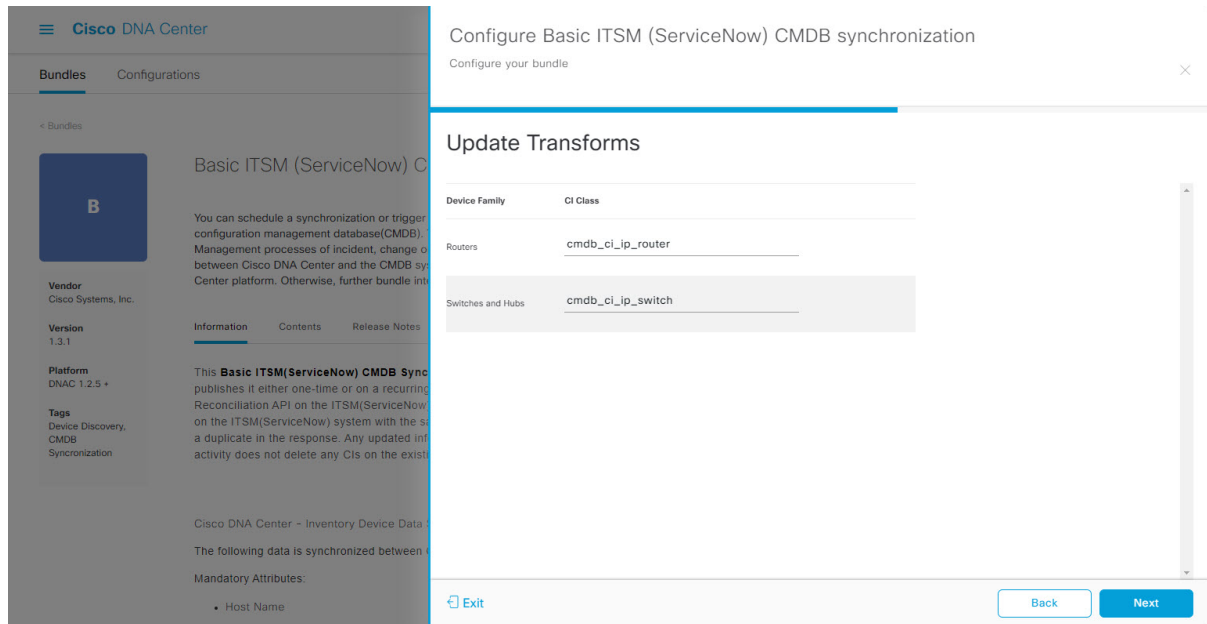 Cisco DNA Center
Bundles Configurations
< Bundles
B
Vendor
Cisco Systems, Inc.
Version
1.3.1
Platform
DNAC 1.2.5 +
Tags
Device Discovery,
CMDB
Syncronization
Basic ITSM (ServiceNow) C
You can schedule a synchronization or trigger
configuration management database(CMDB).
Management processes of incident, change o
between Cisco DNA Center and the CMDB sy
Center platform. Otherwise, further bundle int
Information Contents Release Notes
This Basic ITSM(ServiceNow) CMDB Sync
publishes it either one-time or on a recurring
Reconciliation API on the ITSM(ServiceNow
on the ITSM(ServiceNow) system with the sa
a duplicate in the response. Any updated inf
activity does not delete any CIs on the existi
Cisco DNA Center - Inventory Device Data
The following data is synchronized between
Mandatory Attributes:
• Host Name
Configure Basic ITSM (ServiceNow) CMDB synchronization
Configure your bundle
Update Transforms
Device Family CI Class
Routers cmdb_ci_ip_router
Switches and Hubs cmdb_ci_ip_switch
Exit
Back Next